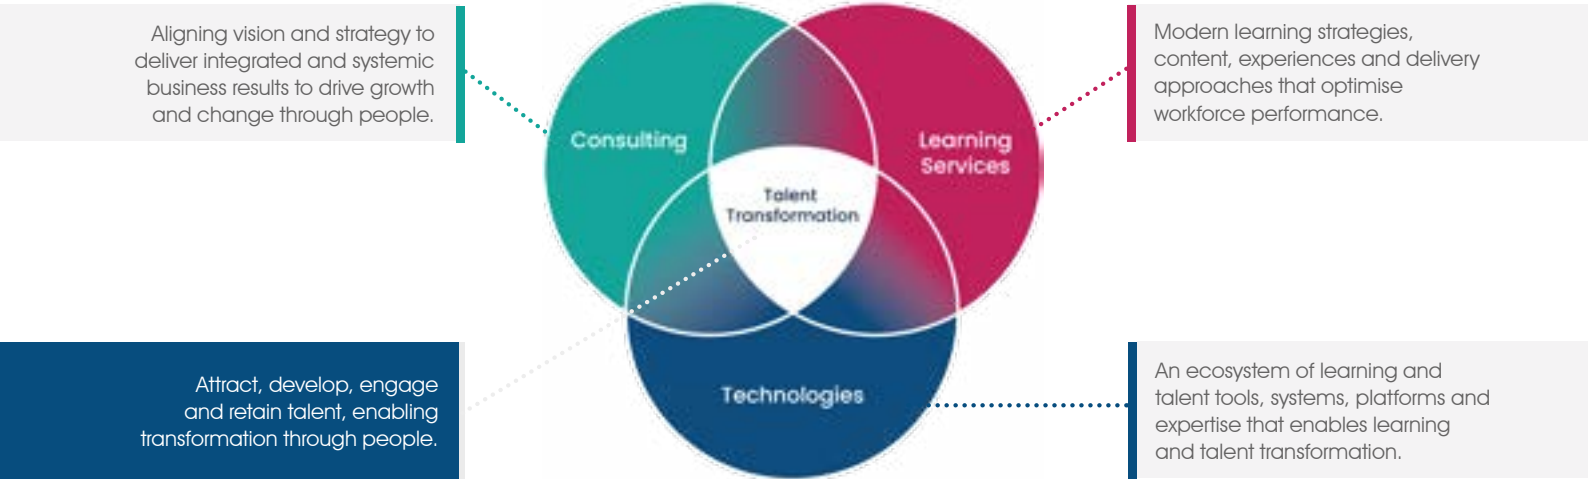 Aligning vision and strategy to
deliver integrated and systemic
business results to drive growth
and change through people.
Modern learning strategies,
content, experiences and delivery
approaches that optimise
workforce performance.
Consulting
Learning
Services
Talent
Transformation
Attract, develop, engage
and retain talent, enabling
transformation through people.
Technologies
An ecosystem of learning and
talent tools, systems, platforms and
expertise that enables learning
and talent transformation.